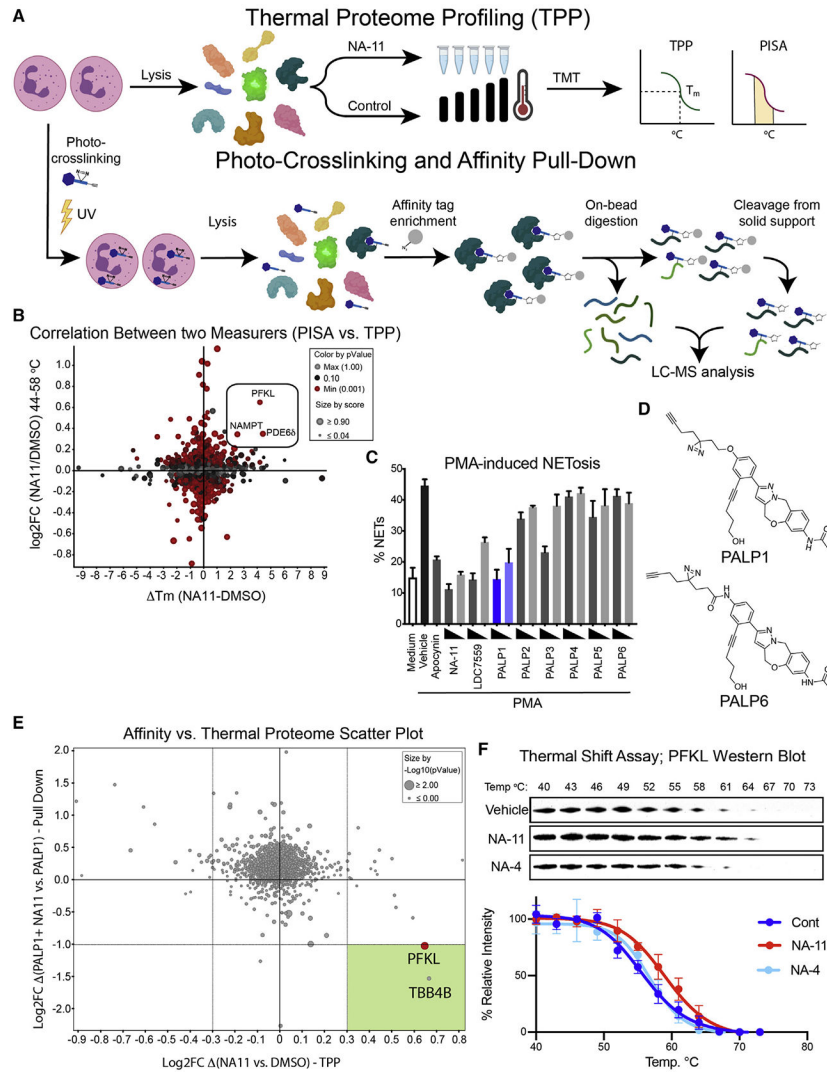 A
Thermal Proteome Profiling (TPP)
Lysis
NA-11
Control
TMT
TPP
Tm
ºC
PISA
ºC
Photo-
crosslinking
UV
Photo-Crosslinking and Affinity Pull-Down
Lysis
Affinity tag
enrichment
On-bead
digestion
Cleavage from
solid support
LC-MS analysis
B
Correlation Between two Measurers (PISA vs. TPP)
log2FC (NA11/DMSO) 44-58 ºC
1.0
0.8
0.6
0.4
0.2
0.0
-0.2
-0.4
-0.6
-0.8
-9 -8 -7 -6 -5 -4 -3 -2 -1 0 1 2 3 4 5 6 7 8 9
ΔTm (NA11-DMSO)
PFKL
NAMPT
PDE6δ
Color by pValue
Max (1.00)
0.10
Min (0.001)
Size by score
≥ 0.90
≤ 0.04
C
PMA-induced NETosis
% NETs
50
40
30
20
10
0
Medium
Vehicle
Apocynin
NA-11
LDC7559
PALP1
PALP2
PALP3
PALP4
PALP5
PALP6
PMA
D
N=N
O
N
N
O
OH
NH
PALP1
N=N
H
N
O
N
N
O
OH
NH
PALP6
E
Affinity vs. Thermal Proteome Scatter Plot
Log2FC Δ(PALP1+ NA11 vs. PALP1) - Pull Down
2.0
1.5
1.0
0.5
0.0
-0.5
-1.0
-1.5
-2.0
-0.9 -0.8 -0.7 -0.6 -0.5 -0.4 -0.3 -0.2 -0.1 0 0.1 0.2 0.3 0.4 0.5 0.6 0.7 0.8
Log2FC Δ(NA11 vs. DMSO) - TPP
Size by
-Log10(pValue)
≥ 2.00
≤ 0.00
PFKL
TBB4B
F
Thermal Shift Assay; PFKL Western Blot
Temp ºC: 40 43 46 49 52 55 58 61 64 67 70 73
Vehicle
NA-11
NA-4
% Relative Intensity
100
50
0
40 50 60 70 80
Temp. °C
Cont
NA-11
NA-4